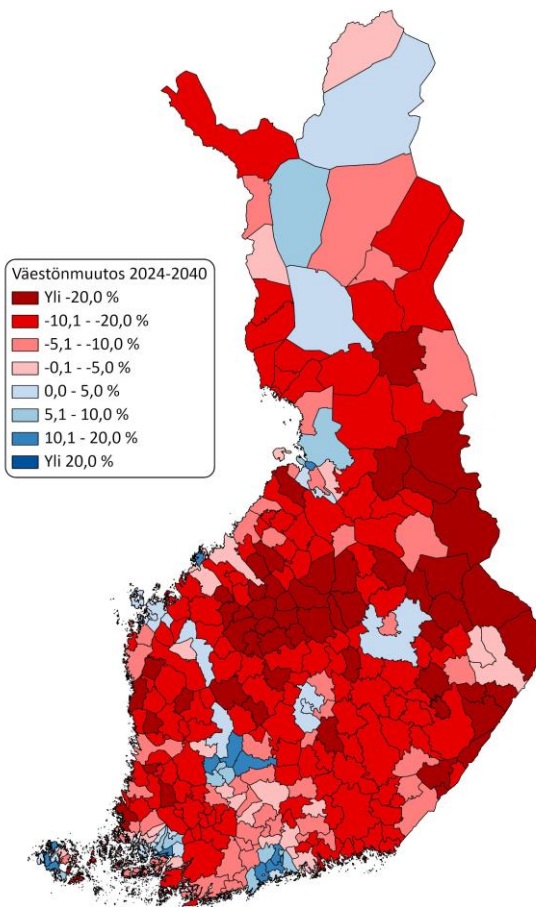 Väestönmuutos 2024-2040
Yli -20,0 %
-10,1 - -20,0 %
-5,1 - -10,0 %
-0,1 - -5,0 %
0,0 - 5,0 %
5,1 - 10,0 %
10,1 - 20,0 %
Yli 20,0 %